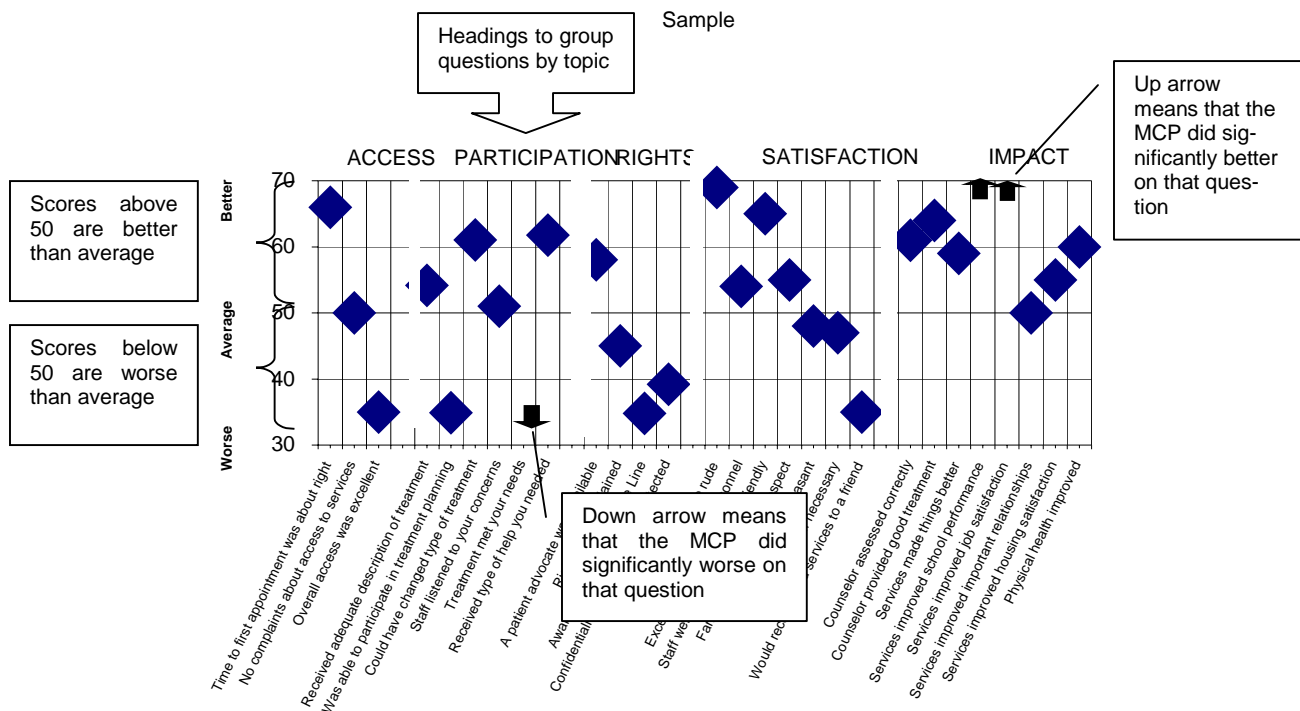 Sample
Headings to group
questions by topic
Up arrow
means that the
MCP did sig-
nificantly better
on that ques-
tion
ACCESS
PARTICIPATION
RIGHTS
SATISFACTION
IMPACT
Scores above
50 are better
than average
Scores below
50 are worse
than average
Better
Average
Worse
70
60
50
40
30
Time to first appointment was about right
No complaints about access to services
Overall access was excellent
Received adequate description of treatment
Was able to participate in treatment planning
Could have changed type of treatment
Staff listened to your concerns
Treatment met your needs
Received type of help you needed
A patient advocate
Line
rude
necessary
services to a friend
Counselor assessed correctly
Counselor provided good treatment
Services made things better
Services improved school performance
Services improved job satisfaction
Services improved important relationships
Services improved housing satisfaction
Physical health improved
Down arrow means
that the MCP did
significantly worse on
that question